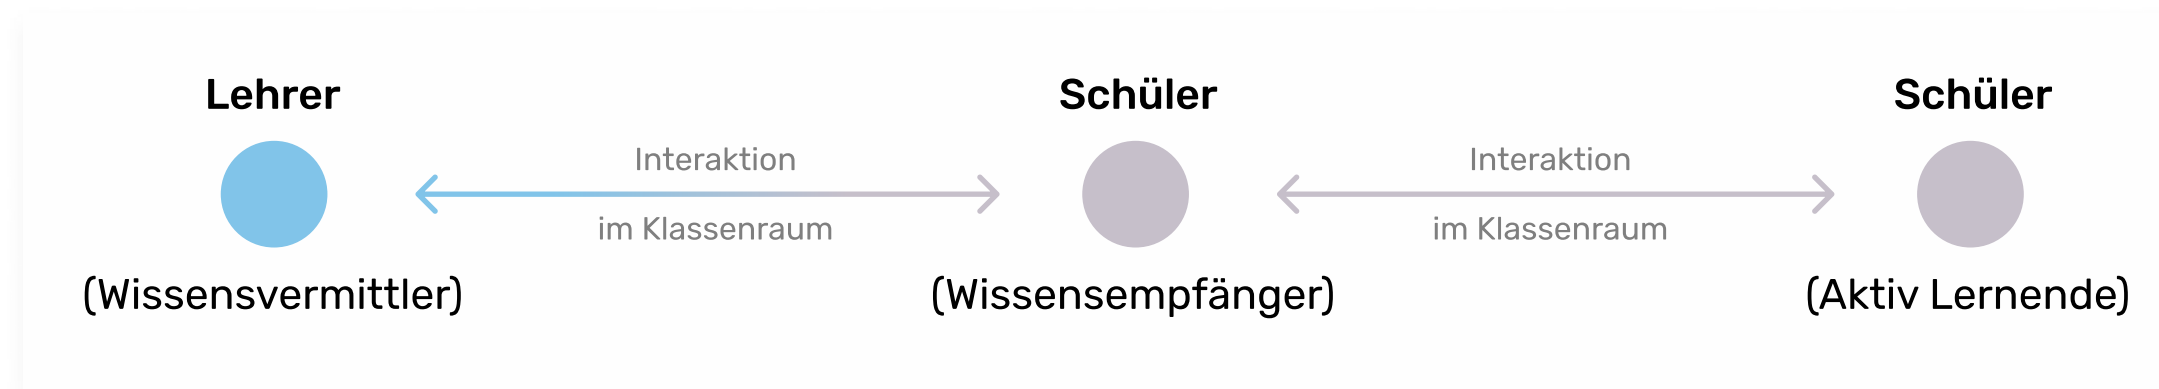 Lehrer
Schüler
Schüler
Interaktion
Interaktion
im Klassenraum
im Klassenraum
(Wissensvermittler)
(Wissensempfänger)
(Aktiv Lernende)